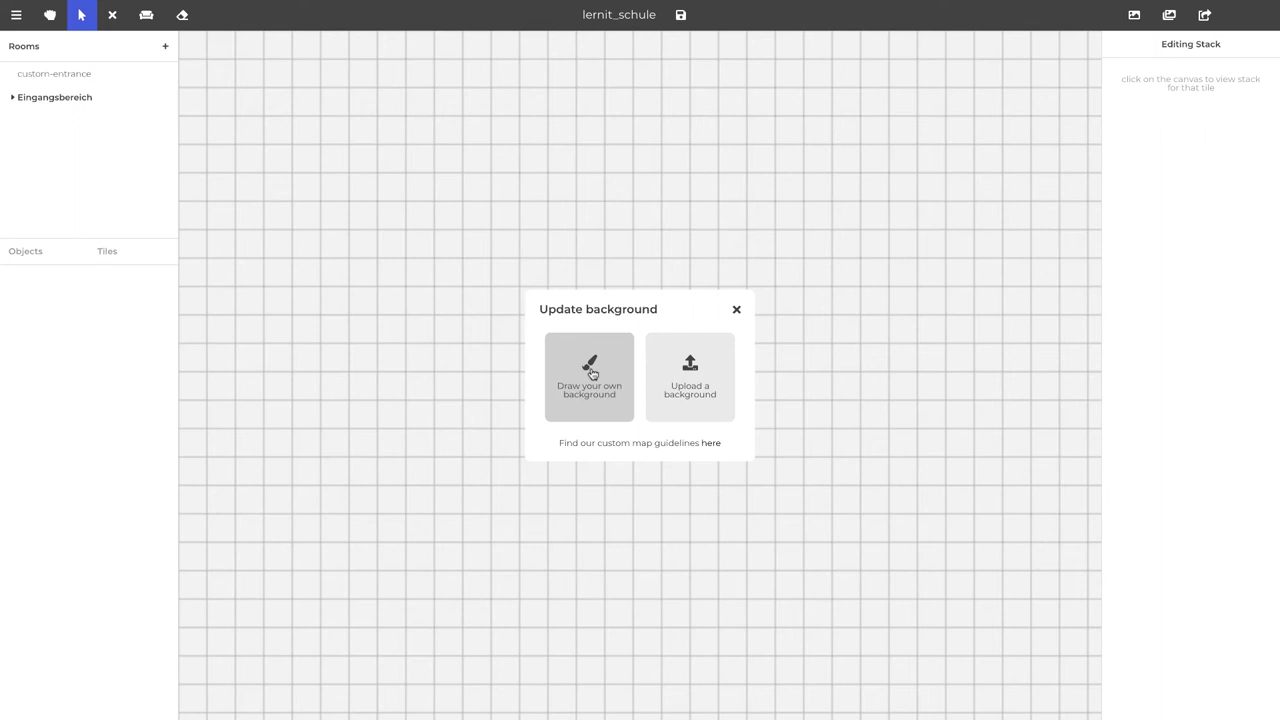 lernit_schule
Rooms +
custom-entrance
Eingangsbereich
Objects Tiles
Editing Stack
click on the canvas to view stack
for that tile
Update background
Draw your own
background
Upload a
background
Find our custom map guidelines here